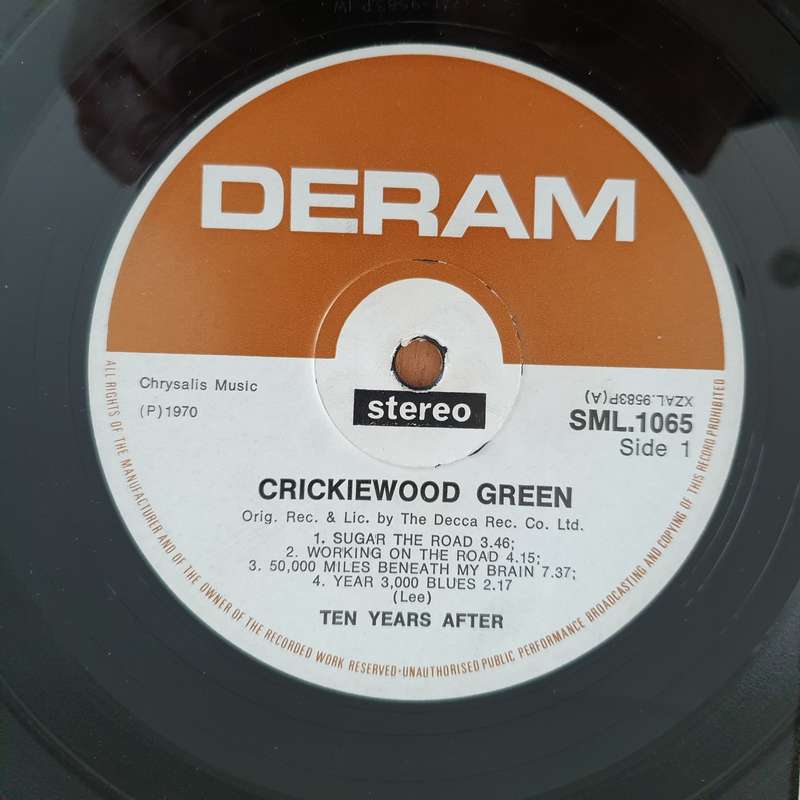 DERAM
Chrysalis Music
(P)1970
stereo
XZAL.9583P(A)
SML.1065
Side 1
CRICKIEWOOD GREEN
Orig. Rec. & Lic. by The Decca Rec. Co. Ltd.
1. SUGAR THE ROAD 3.46;
2. WORKING ON THE ROAD 4.15;
3. 50,000 MILES BENEATH MY BRAIN 7.37;
4. YEAR 3,000 BLUES 2.17
(Lee)
TEN YEARS AFTER
ALL RIGHTS OF THE MANUFACTURER AND OF THE OWNER OF THE RECORDED WORK RESERVED·UNAUTHORISED PUBLIC PERFORMANCE BROADCASTING AND COPYING OF THIS RECORD PROHIBITED